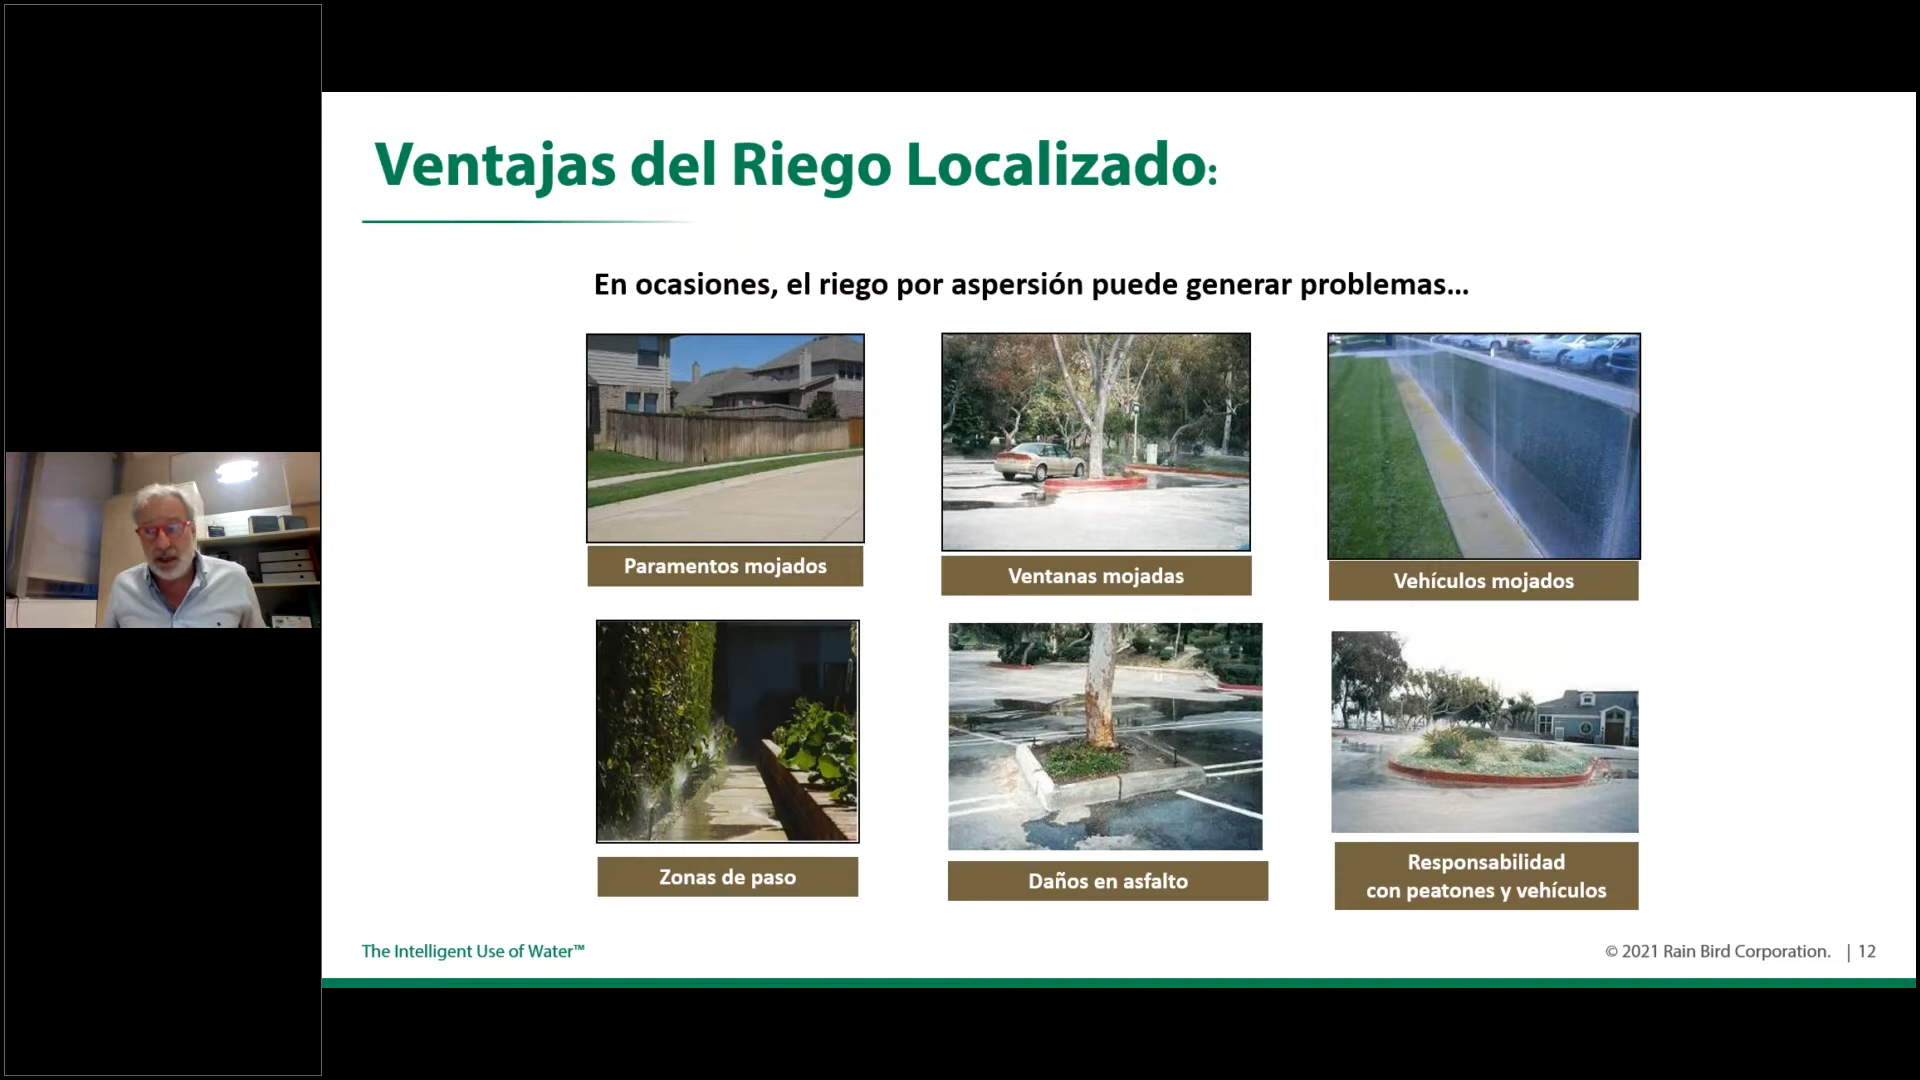 Ventajas del Riego Localizado:
En ocasiones, el riego por aspersión puede generar problemas...
Paramentos mojados
Ventanas mojadas
Vehículos mojados
Zonas de paso
Daños en asfalto
Responsabilidad
con peatones y vehículos
The Intelligent Use of Water™
© 2021 Rain Bird Corporation. | 12